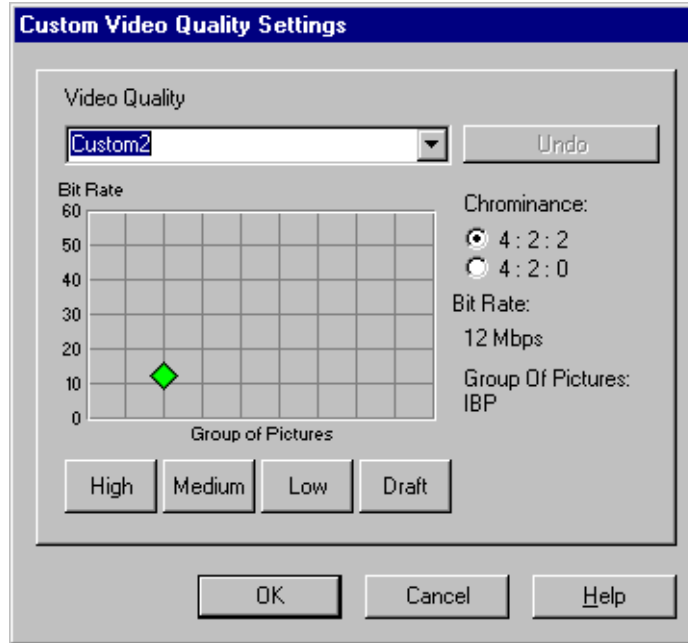 Custom Video Quality Settings
Video Quality
Custom2
Undo
Bit Rate
60
50
40
30
20
10
0
Group of Pictures
Chrominance:
4 : 2 : 2
4 : 2 : 0
Bit Rate:
12 Mbps
Group Of Pictures:
IBP
High
Medium
Low
Draft
OK
Cancel
Help